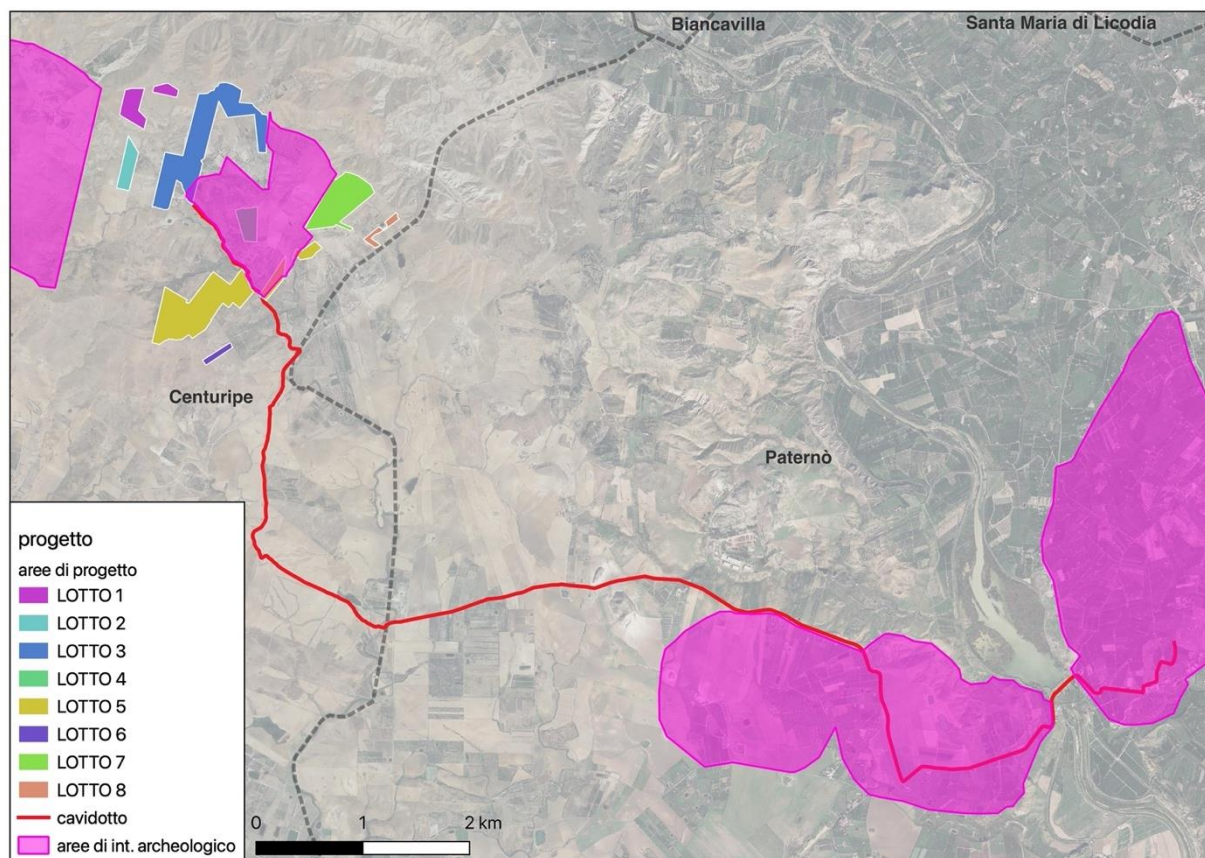 Biancavilla
Santa Maria di Licodia
Centuripe
Paternò
progetto
aree di progetto
LOTTO 1
LOTTO 2
LOTTO 3
LOTTO 4
LOTTO 5
LOTTO 6
LOTTO 7
LOTTO 8
cavidotto
aree di int. archeologico
0 1 2 km